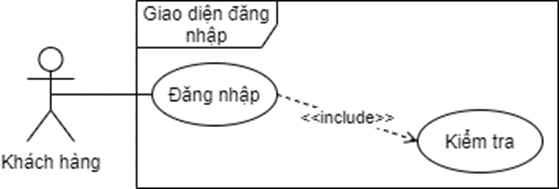 Giao diện đăng
nhập
Đăng nhập
<<include>>
Kiểm tra
Khách hàng